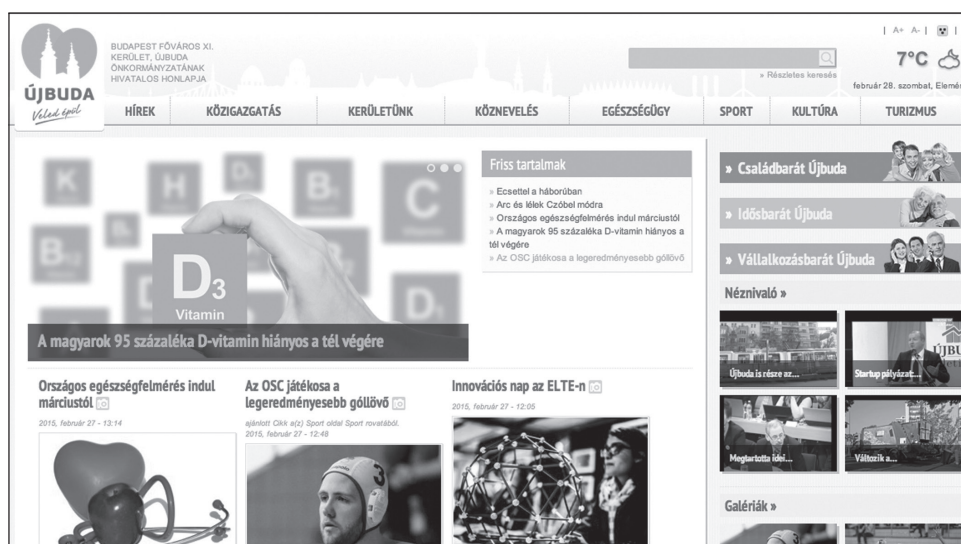 ÚJBUDA
Veled épül
BUDAPEST FŐVÁROS XI.
KERÜLET, ÚJBUDA
ÖNKORMÁNYZATÁNAK
HIVATALOS HONLAPJA
| A+ A- | |
7°C
» Részletes keresés
február 28. szombat, Elemé
HÍREK KÖZIGAZGATÁS KERÜLETÜNK KÖZNEVELÉS EGÉSZSÉGÜGY SPORT KULTÚRA TURIZMUS
K
H
D
B
C
B
B12
D3
Vitamin
D
A magyarok 95 százaléka D-vitamin hiányos a tél végére
Friss tartalmak
» Ecsettel a háborúban
» Arc és lélek Czóbel módra
» Országos egészségfelmérés indul márciustól
» A magyarok 95 százaléka D-vitamin hiányos a
tél végére
» Az OSC játékosa a legeredményesebb góllövő
Országos egészségfelmérés indul
márciustól
2015, február 27 - 13:14
Az OSC játékosa a
legeredményesebb góllövő
ajánlott Cikk a(z) Sport oldal Sport rovatából.
2015, február 27 - 12:48
3
Innovációs nap az ELTE-n
2015, február 27 - 12:05
» Családbarát Újbuda
» Idősbarát Újbuda
» Vállalkozásbarát Újbuda
Néznivaló »
Újbuda is része az...
ÚJBU
Startup pályázat:...
Megtartotta idei...
Változik a...
Galériák »